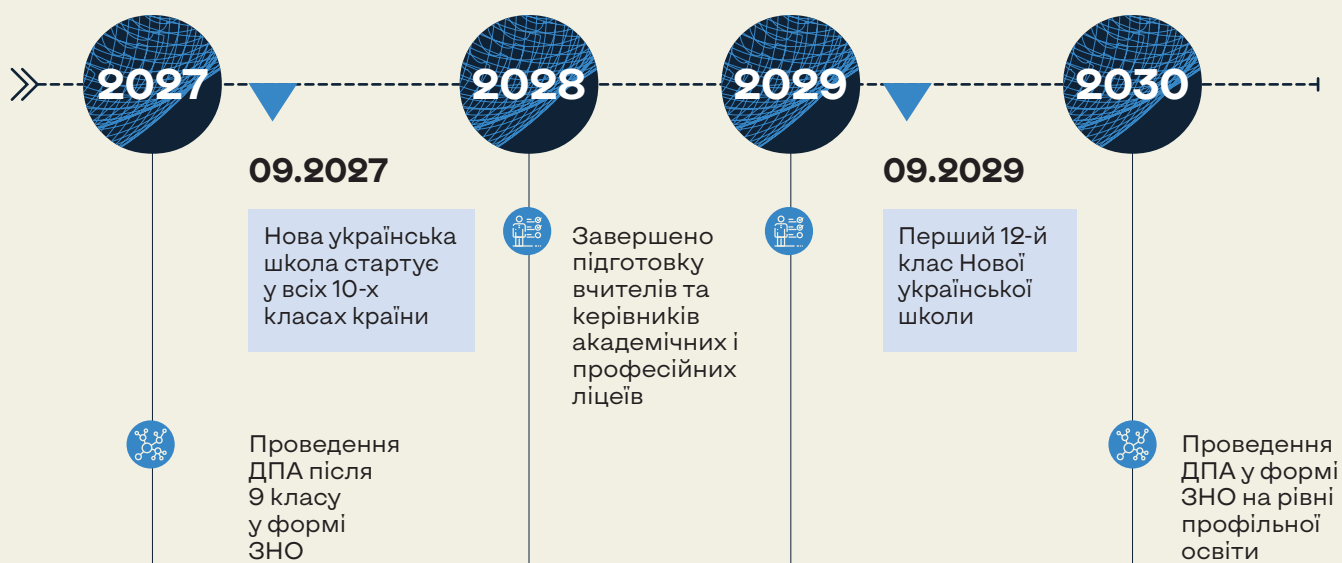 2027
2028
2029
2030
09.2027
Нова українська
школа стартує
у всіх 10-х
класах країни
Завершено
підготовку
вчителів та
керівників
академічних і
професійних
ліцеїв
09.2029
Перший 12-й
клас Нової
української
школи
Проведення
ДПА після
9 класу
у формі
ЗНО
Проведення
ДПА у формі
ЗНО на рівні
профільної
освіти